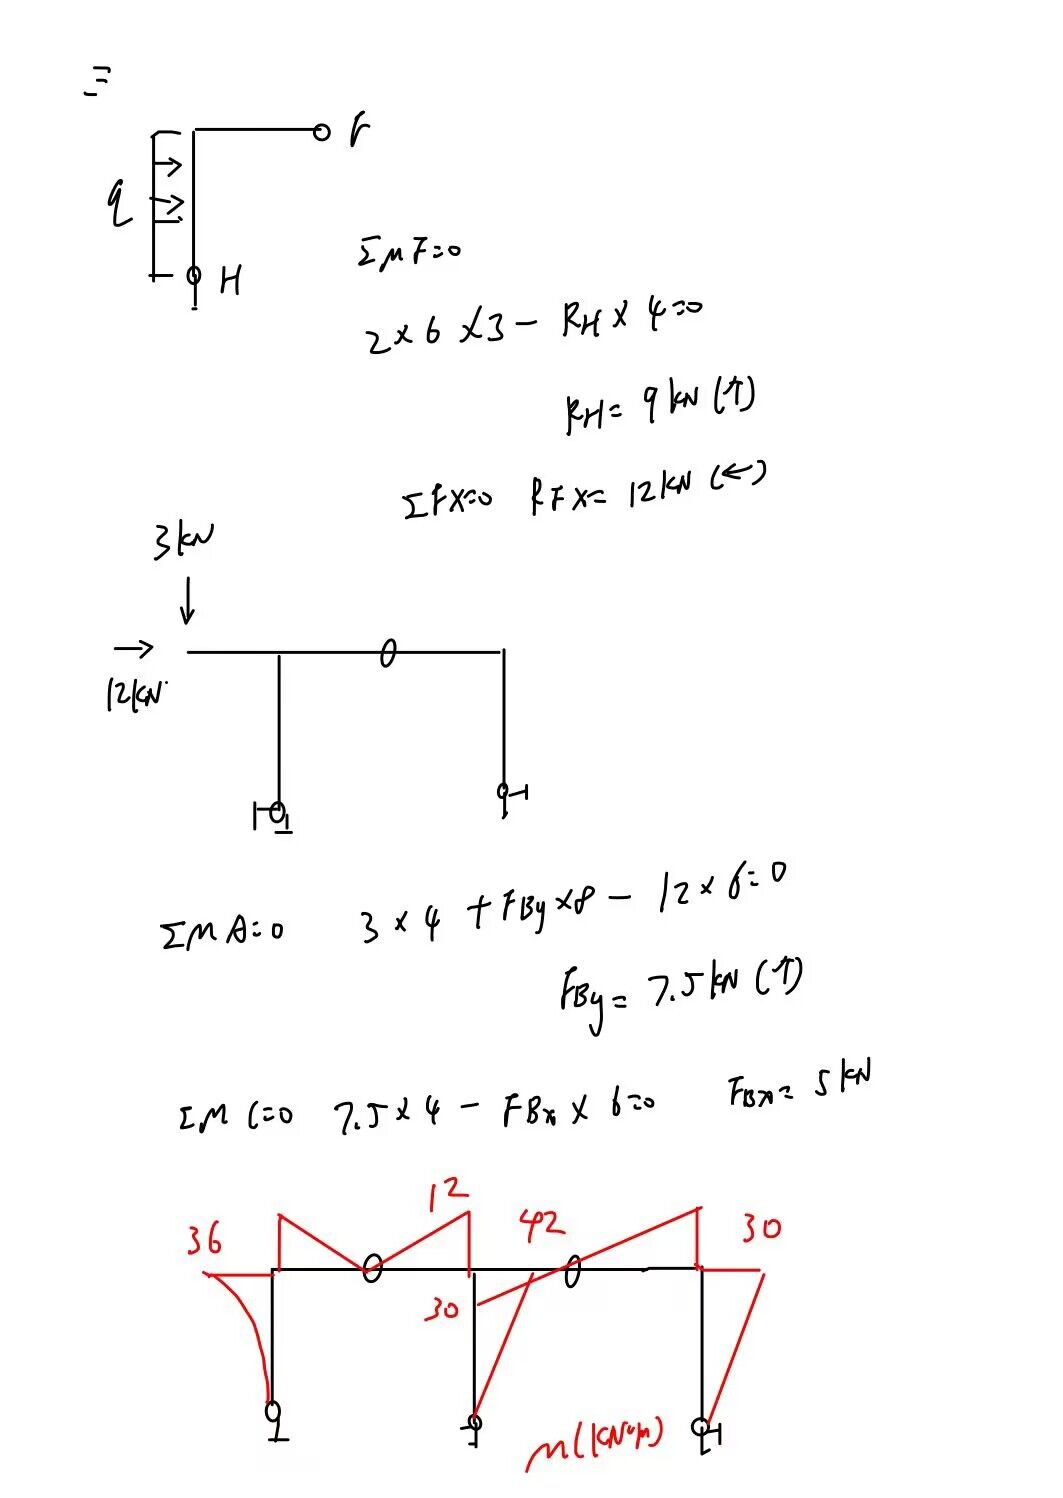 三
F
q
H
ΣMF=0
2×6×3-RH×4=0
RH=9kN(↑)
ΣFX=0 RFX=12kN(←)
3kN
↓
→
12kN
ΣMA=0 3×4+FBy×8-12×6=0
FBy=7.5kN(↑)
ΣMC=0 7.5×4-FBx×6=0 FBx=5kN
12
36 42 30
30
M(kN·m)